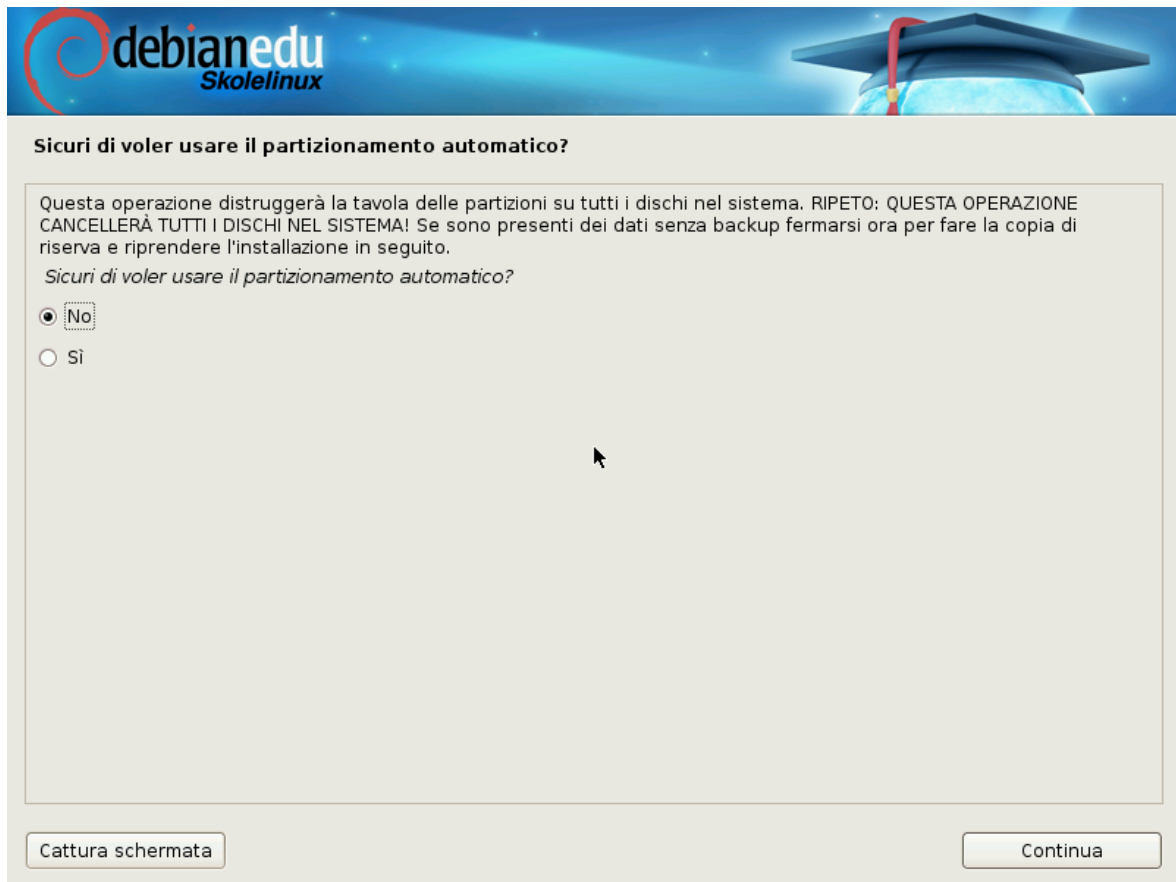 debianedu
Skolelinux
Sicuri di voler usare il partizionamento automatico?
Questa operazione distruggerà la tavola delle partizioni su tutti i dischi nel sistema. RIPETO: QUESTA OPERAZIONE
CANCELLERÀ TUTTI I DISCHI NEL SISTEMA! Se sono presenti dei dati senza backup fermarsi ora per fare la copia di
riserva e riprendere l'installazione in seguito.
Sicuri di voler usare il partizionamento automatico?
No
Sì
Cattura schermata
Continua